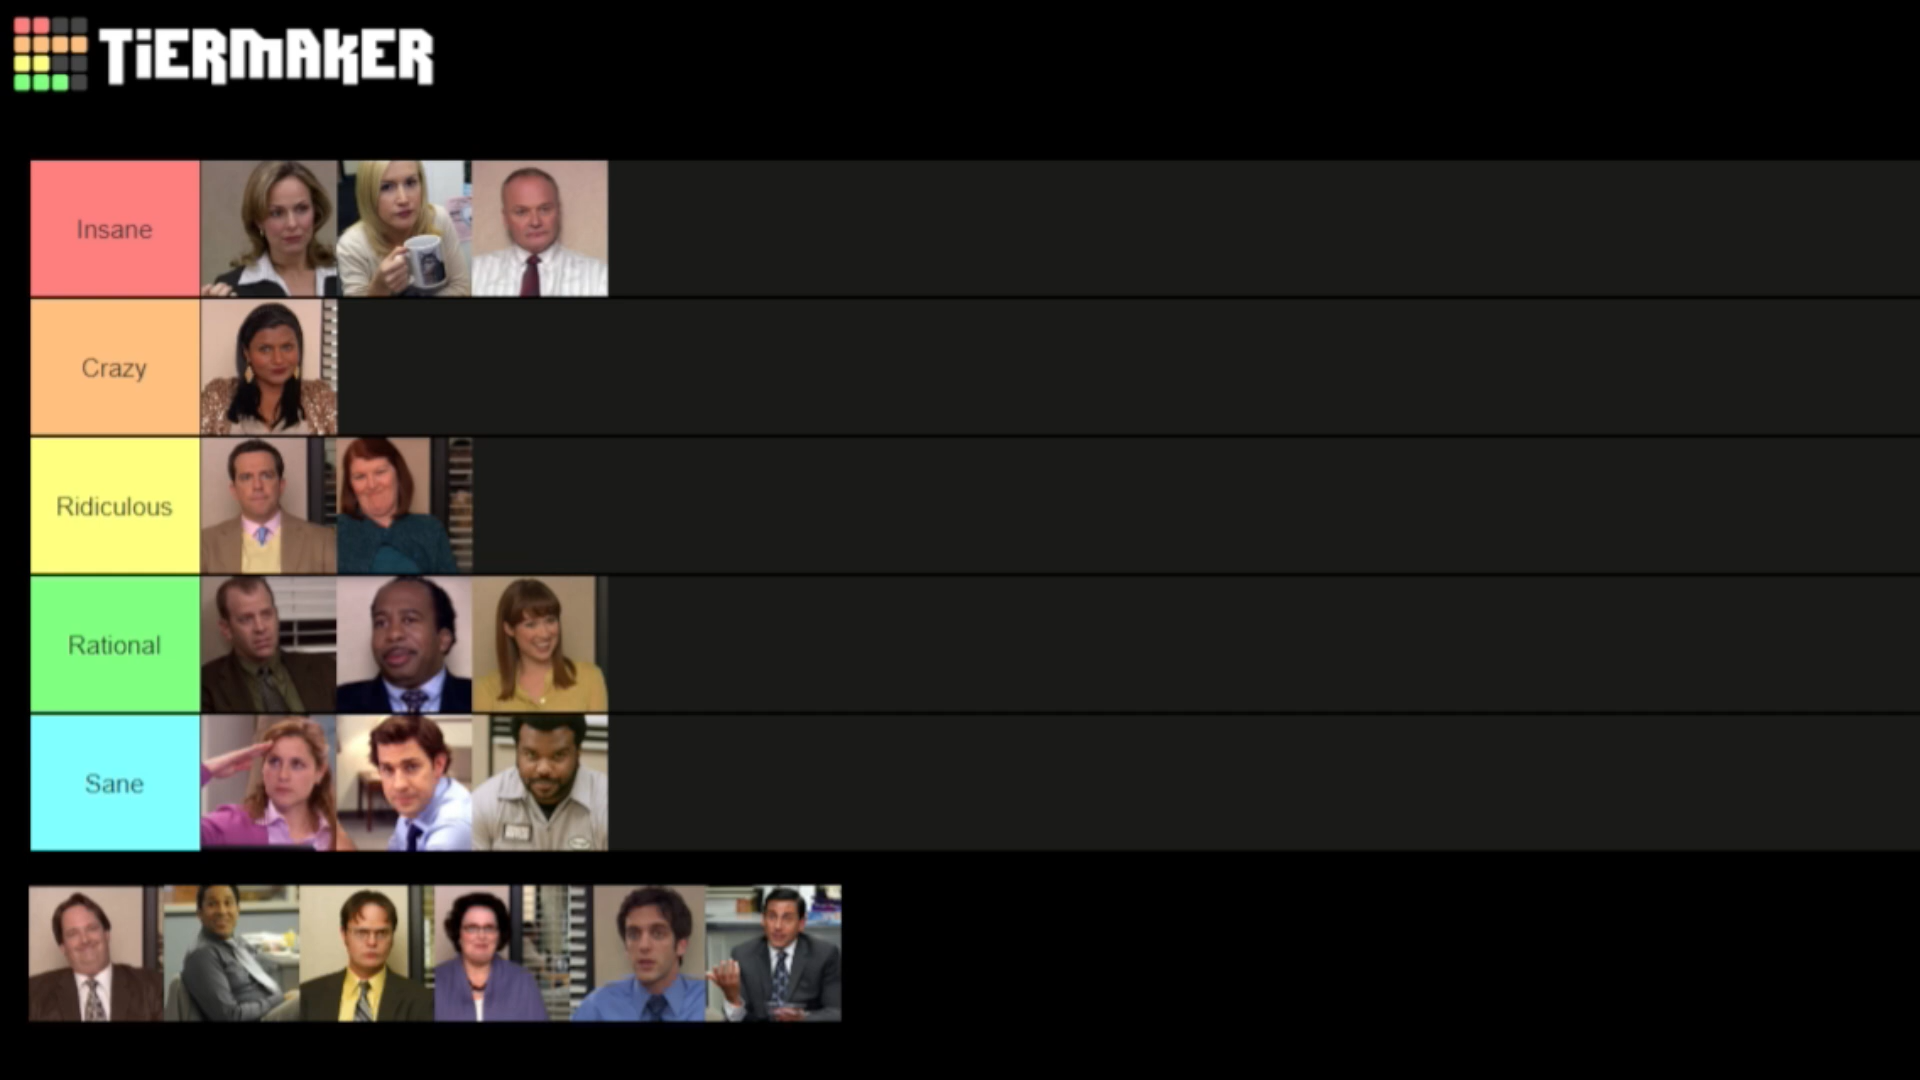 TIERMAKER
Insane
Crazy
Ridiculous
Rational
Sane